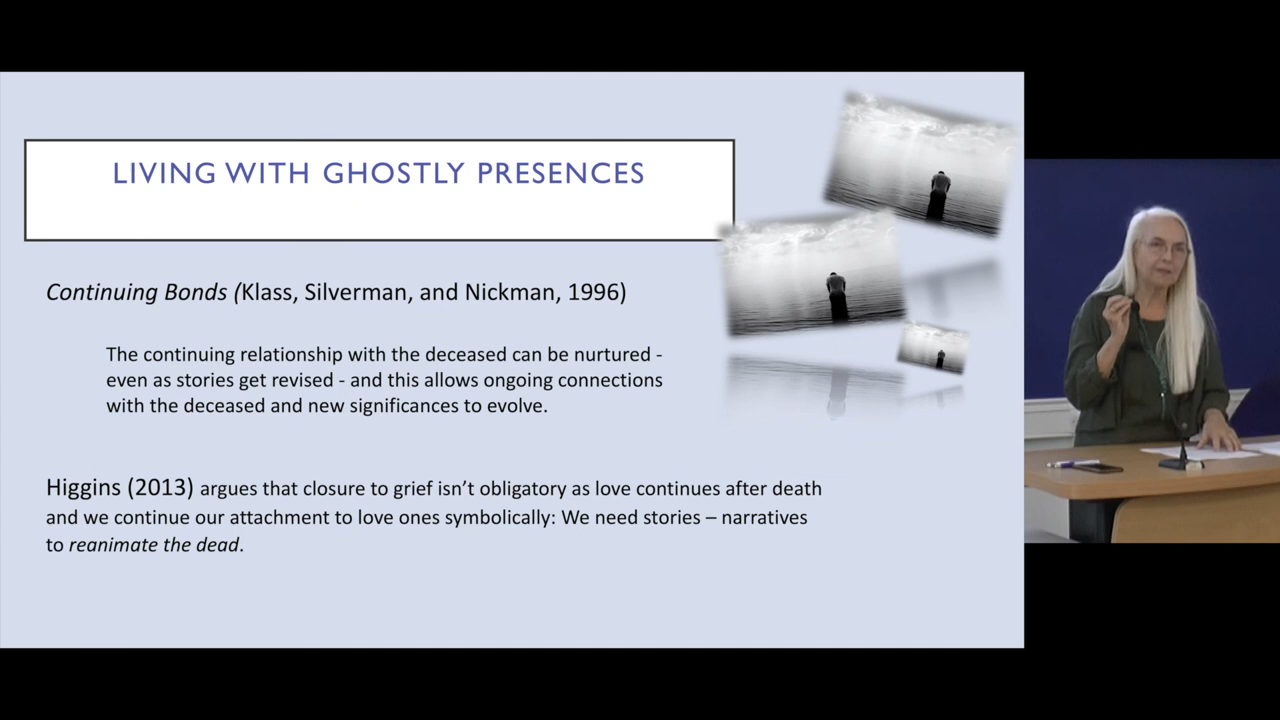 LIVING WITH GHOSTLY PRESENCES
Continuing Bonds (Klass, Silverman, and Nickman, 1996)
The continuing relationship with the deceased can be nurtured -
even as stories get revised - and this allows ongoing connections
with the deceased and new significances to evolve.
Higgins (2013) argues that closure to grief isn't obligatory as love continues after death
and we continue our attachment to love ones symbolically: We need stories – narratives
to reanimate the dead.